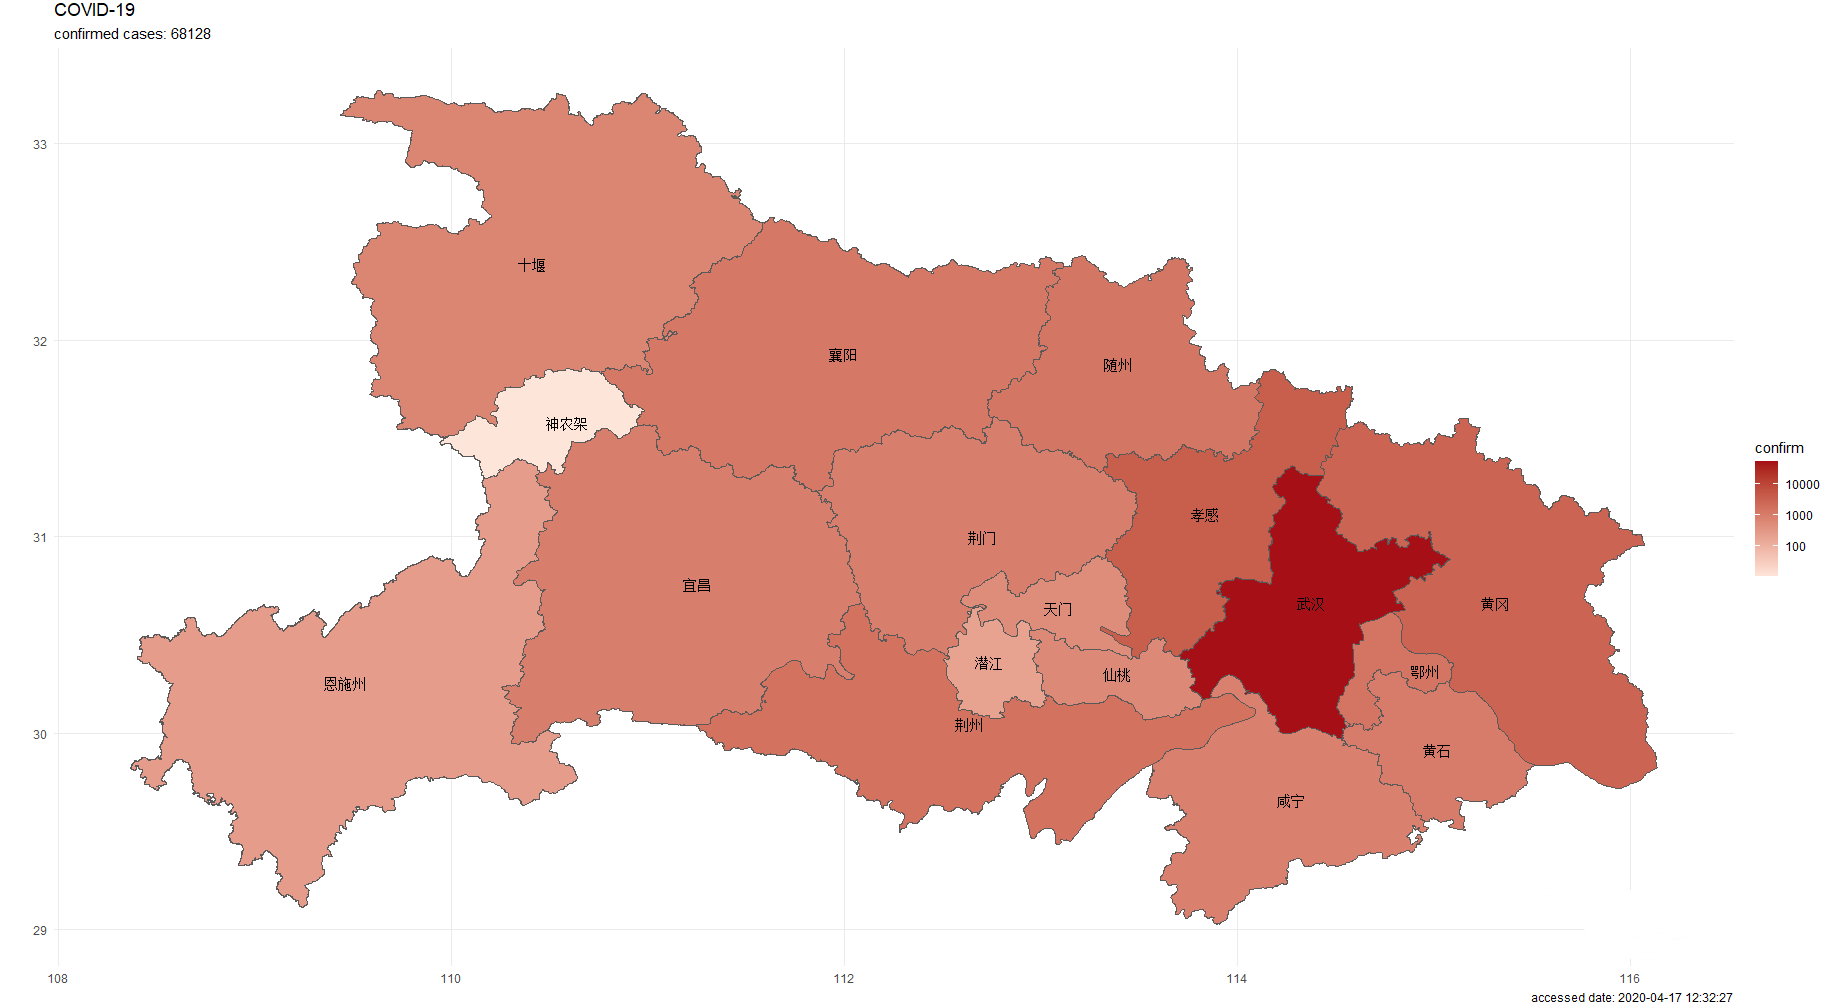 COVID-19
confirmed cases: 68128
33
32
31
30
29
108
110
112
114
116
十堰
襄阳
随州
神农架
孝感
荆门
宜昌
天门
武汉
黄冈
潜江
仙桃
鄂州
恩施州
荆州
黄石
咸宁
confirm
10000
1000
100
accessed date: 2020-04-17 12:32:27